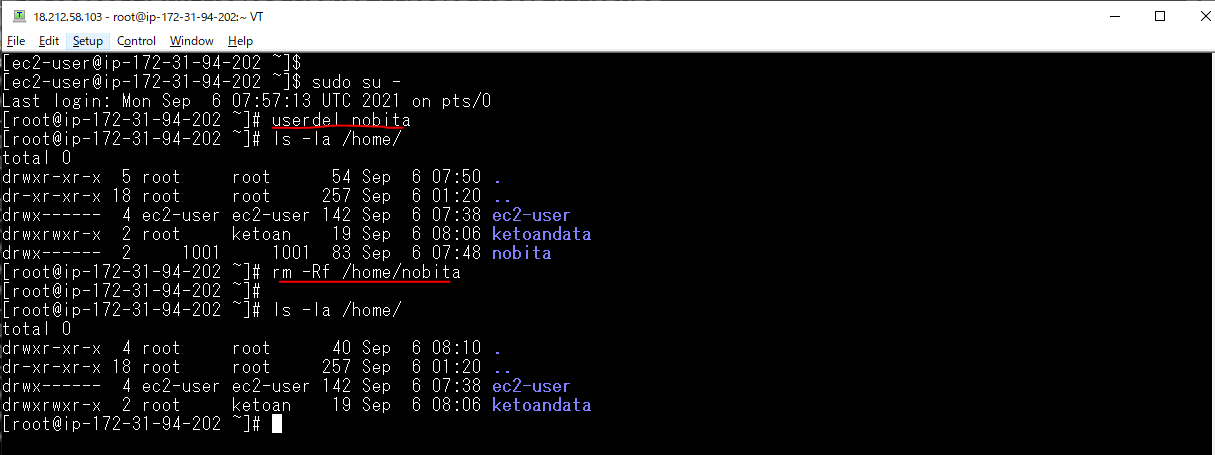 18.212.58.103 - root@ip-172-31-94-202:~ VT
File Edit Setup Control Window Help
[ec2-user@ip-172-31-94-202 ~]$
[ec2-user@ip-172-31-94-202 ~]$ sudo su -
Last login: Mon Sep  6 07:57:13 UTC 2021 on pts/0
[root@ip-172-31-94-202 ~]# userdel nobita
[root@ip-172-31-94-202 ~]# ls -la /home/
total 0
drwxr-xr-x  5 root     root      54 Sep  6 07:50 .
dr-xr-xr-x 18 root     root     257 Sep  6 01:20 ..
drwx------  4 ec2-user ec2-user 142 Sep  6 07:38 ec2-user
drwxrwxr-x  2 root     ketoan    19 Sep  6 08:06 ketoandata
drwx------  2     1001     1001  83 Sep  6 07:48 nobita
[root@ip-172-31-94-202 ~]# rm -Rf /home/nobita
[root@ip-172-31-94-202 ~]#
[root@ip-172-31-94-202 ~]# ls -la /home/
total 0
drwxr-xr-x  4 root     root      40 Sep  6 08:10 .
dr-xr-xr-x 18 root     root     257 Sep  6 01:20 ..
drwx------  4 ec2-user ec2-user 142 Sep  6 07:38 ec2-user
drwxrwxr-x  2 root     ketoan    19 Sep  6 08:06 ketoandata
[root@ip-172-31-94-202 ~]#